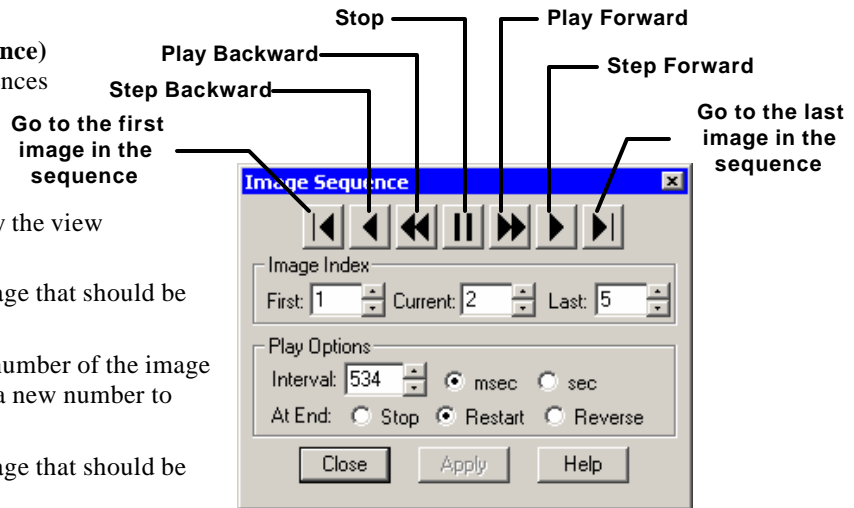 Stop
Play Forward
nce)
Play Backward
Step Forward
nces
Step Backward
Go to the first
image in the
sequence
Go to the last
image in the
sequence
Image Sequence
y the view
Image Index
First: 1 Current: 2 Last: 5
age that should be
Play Options
number of the image
Interval: 534 msec sec
a new number to
At End: Stop Restart Reverse
age that should be
Close Apply Help